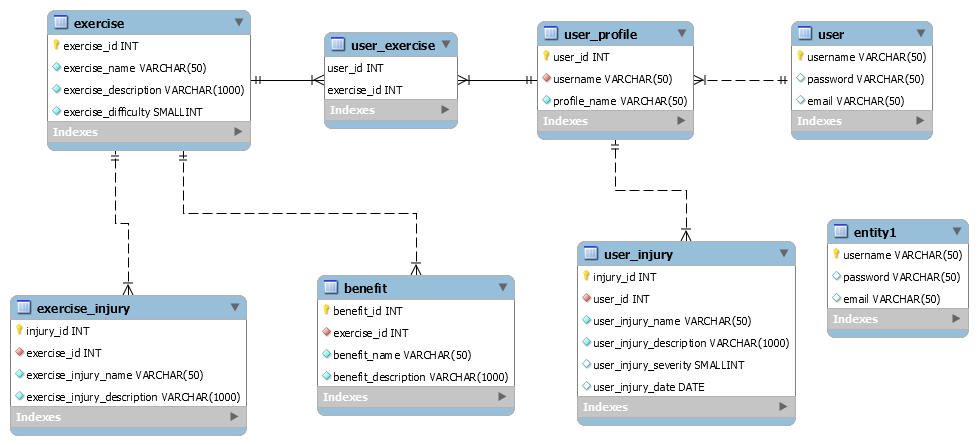 exercise
exercise_id INT
exercise_name VARCHAR(50)
exercise_description VARCHAR(1000)
exercise_difficulty SMALLINT
Indexes
user_exercise
user_id INT
exercise_id INT
Indexes
user_profile
user_id INT
username VARCHAR(50)
profile_name VARCHAR(50)
Indexes
user
username VARCHAR(50)
password VARCHAR(50)
email VARCHAR(50)
Indexes
exercise_injury
injury_id INT
exercise_id INT
exercise_injury_name VARCHAR(50)
exercise_injury_description VARCHAR(1000)
Indexes
benefit
benefit_id INT
exercise_id INT
benefit_name VARCHAR(50)
benefit_description VARCHAR(1000)
Indexes
user_injury
injury_id INT
user_id INT
user_injury_name VARCHAR(50)
user_injury_description VARCHAR(1000)
user_injury_severity SMALLINT
user_injury_date DATE
Indexes
entity1
username VARCHAR(50)
password VARCHAR(50)
email VARCHAR(50)
Indexes